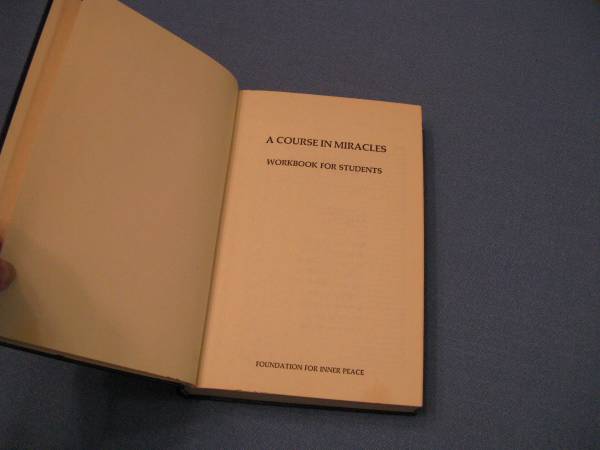 A COURSE IN MIRACLES
WORKBOOK FOR STUDENTS
FOUNDATION FOR INNER PEACE